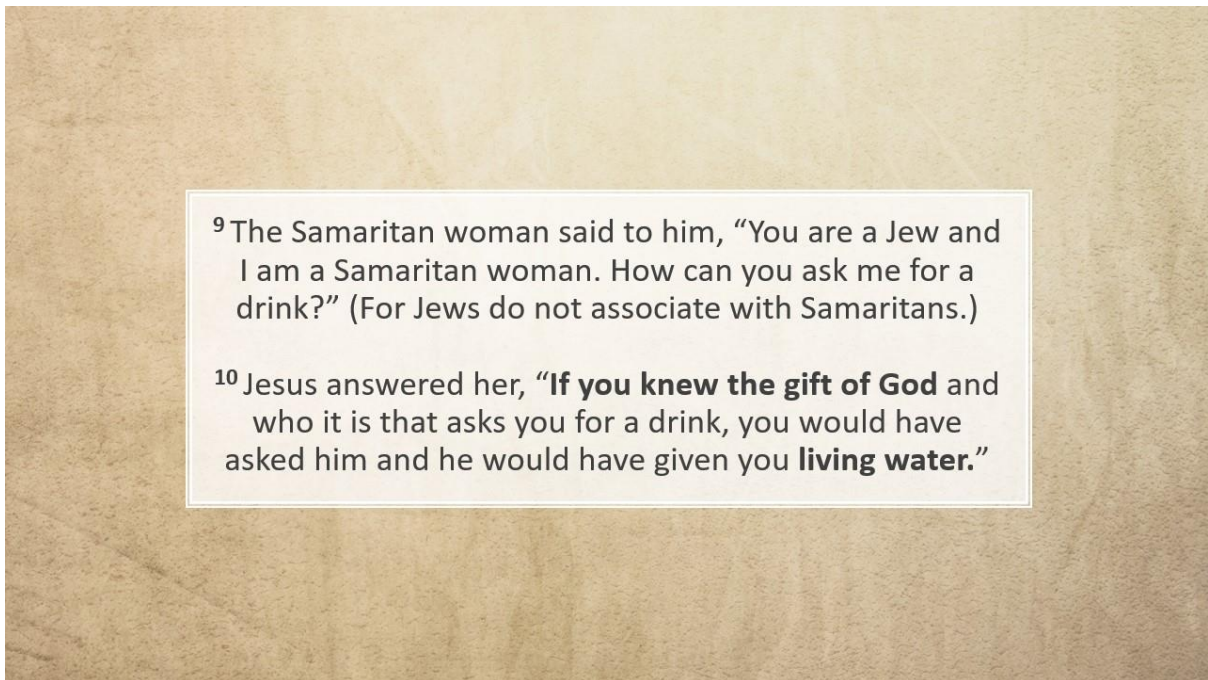 9 The Samaritan woman said to him, “You are a Jew and
I am a Samaritan woman. How can you ask me for a
drink?” (For Jews do not associate with Samaritans.)
10 Jesus answered her, “If you knew the gift of God and
who it is that asks you for a drink, you would have
asked him and he would have given you living water.”